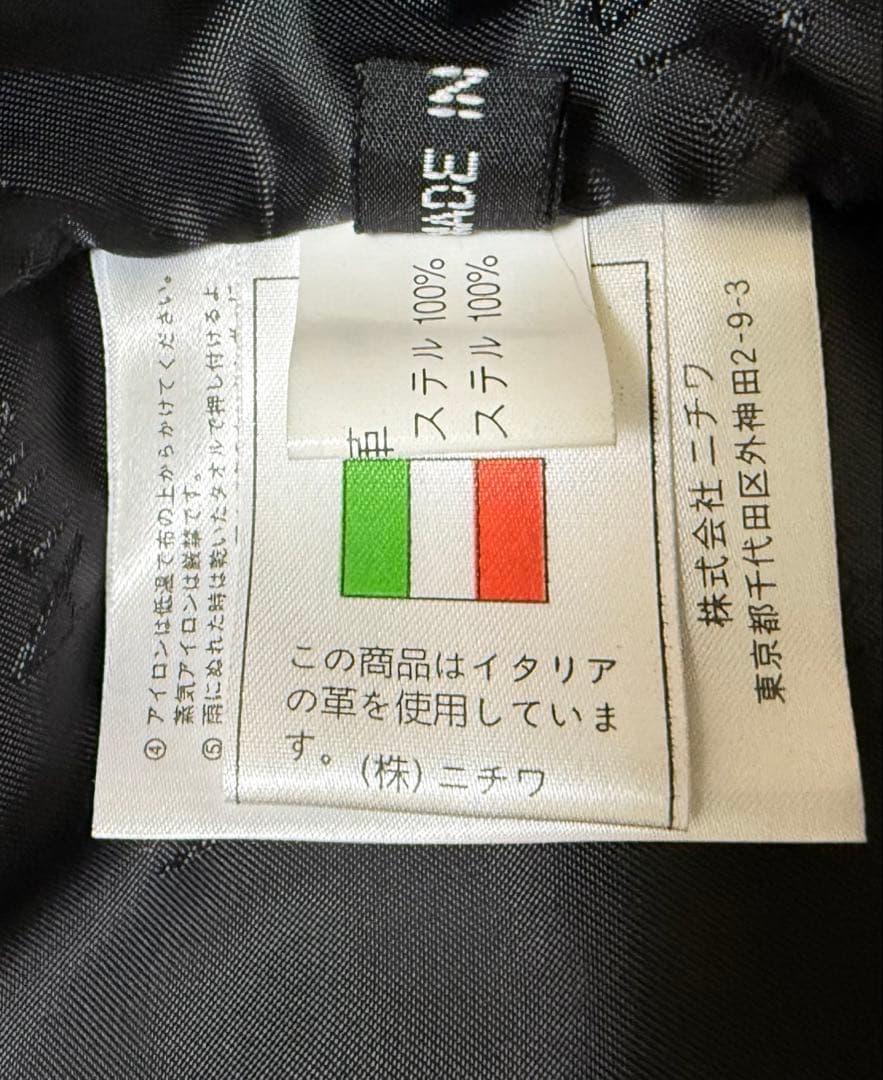 MADE IN
革
ステル 100%
ステル 100%
この商品はイタリア
の革を使用していま
す。
(株) ニチワ
株式会社 ニチワ
東京都千代田区外神田2-9-3
④ アイロンは低温で布の上からかけてください。
蒸気アイロンは厳禁です。
⑤ 雨にぬれた時は乾いたタオルで押し付けるよ